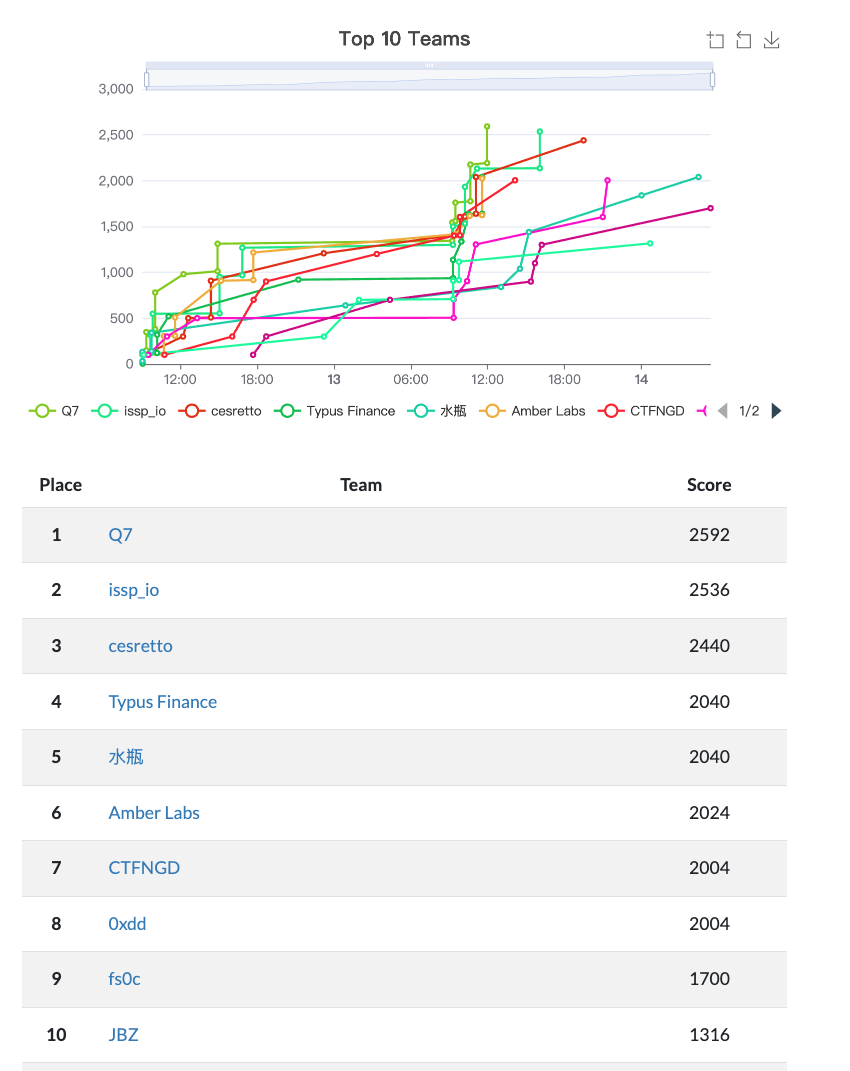 Top 10 Teams
3,000
2,500
2,000
1,500
1,000
500
0
12:00 18:00 13 06:00 12:00 18:00 14
Q7 issp_io cesretto Typus Finance 水瓶 Amber Labs CTFNGD 1/2
Place Team Score
1 Q7 2592
2 issp_io 2536
3 cesretto 2440
4 Typus Finance 2040
5 水瓶 2040
6 Amber Labs 2024
7 CTFNGD 2004
8 0xdd 2004
9 fs0c 1700
10 JBZ 1316